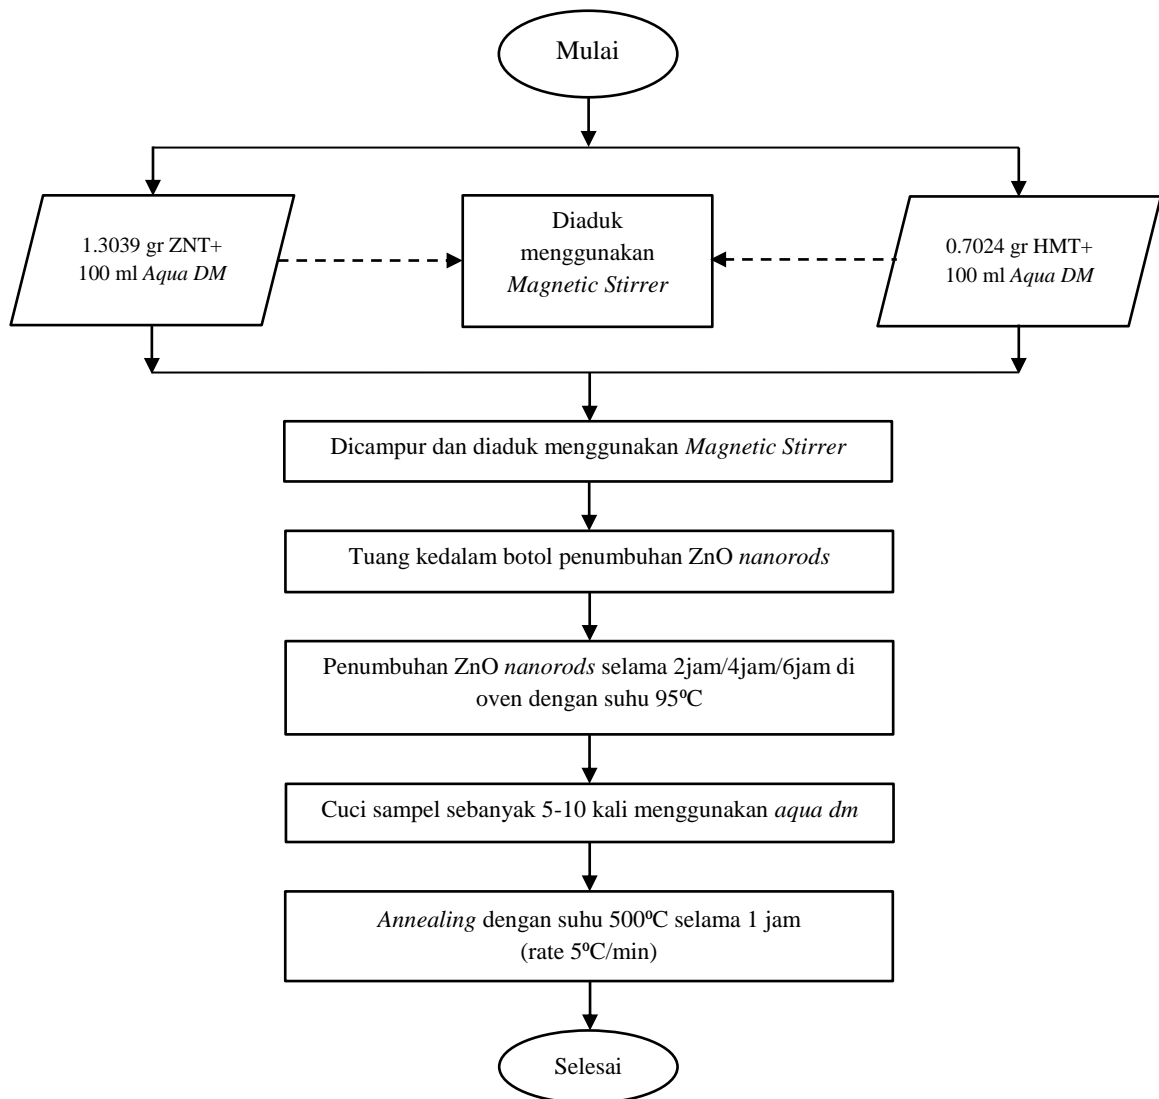 Mulai
1.3039 gr ZNT+
100 ml Aqua DM
Diaduk
menggunakan
Magnetic Stirrer
0.7024 gr HMT+
100 ml Aqua DM
Dicampur dan diaduk menggunakan Magnetic Stirrer
Tuang kedalam botol penumbuhan ZnO nanorods
Penumbuhan ZnO nanorods selama 2jam/4jam/6jam di
oven dengan suhu 95⁰C
Cuci sampel sebanyak 5-10 kali menggunakan aqua dm
Annealing dengan suhu 500⁰C selama 1 jam
(rate 5⁰C/min)
Selesai